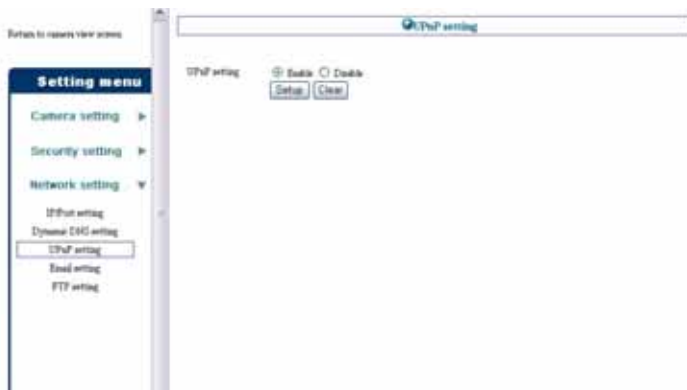 Return to camera view screen
Setting menu
Camera setting
Security setting
Network setting
IP/Port setting
Dynamic DNS setting
UPnP setting
Email setting
FTP setting
UPnP setting
UPnP setting Enable Disable
Setup Clear